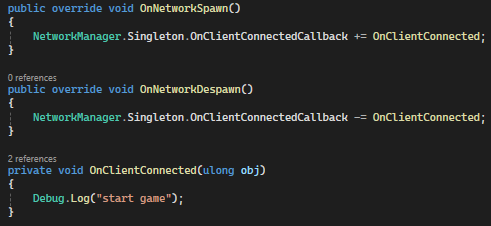 public override void OnNetworkSpawn()
{
    NetworkManager.Singleton.OnClientConnectedCallback += OnClientConnected;
}
0 references
public override void OnNetworkDespawn()
{
    NetworkManager.Singleton.OnClientConnectedCallback -= OnClientConnected;
}
2 references
private void OnClientConnected(ulong obj)
{
    Debug.Log("start game");
}